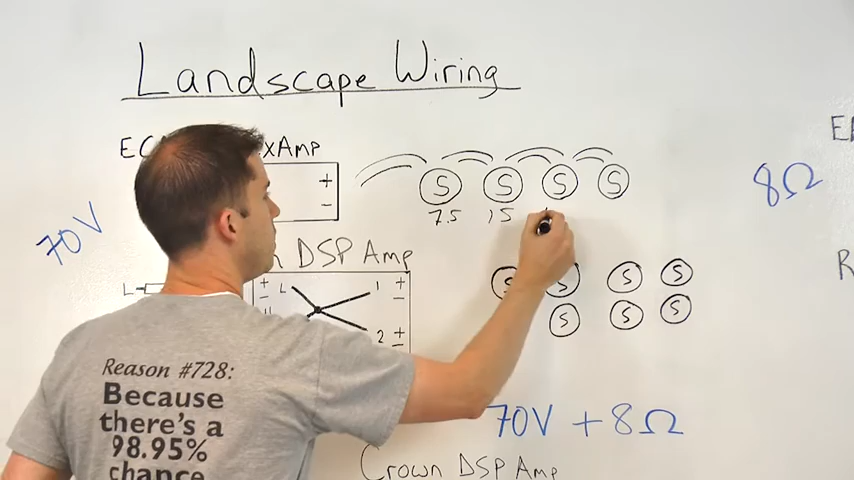 Landscape Wiring
xAmp
+
-
S S S S
7.5 15
70V
8Ω
DSP Amp
L
+
-
L 1
+
-
2
+
-
S S S S
S S S
70V + 8Ω
Crown DSP Amp
Reason #728:
Because
there's a
98.95%
chance